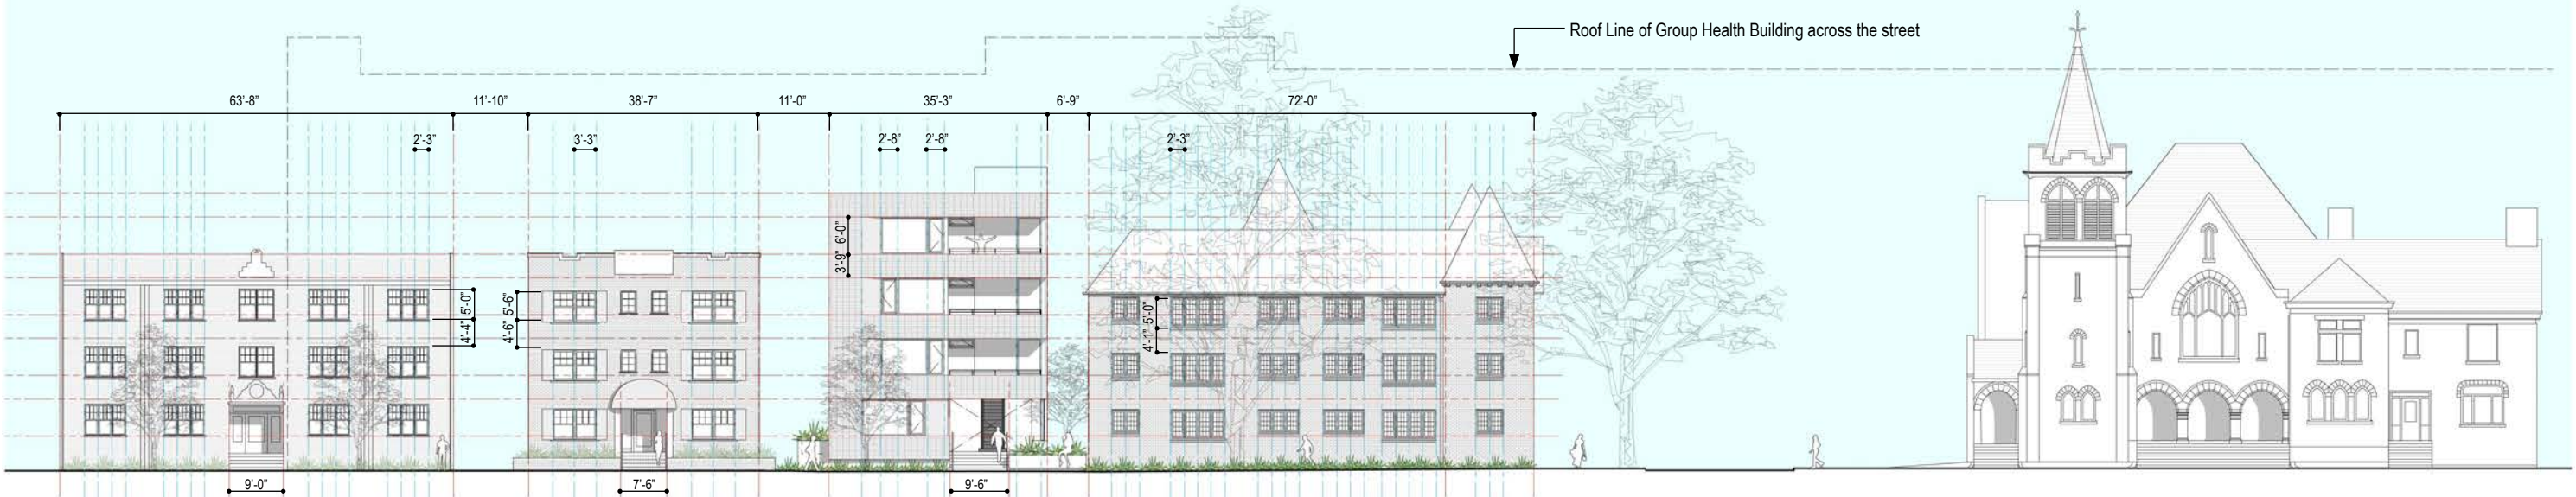 Roof Line of Group Health Building across the street
63'-8" 11'-10" 38'-7" 11'-0" 35'-3" 6'-9" 72'-0"
2'-3" 3'-3" 2'-8" 2'-8" 2'-3"
3'-9" 6'-0"
4'-4" 5'-0"
4'-6" 5'-6"
4'-1" 5'-0"
9'-0" 7'-6" 9'-6"